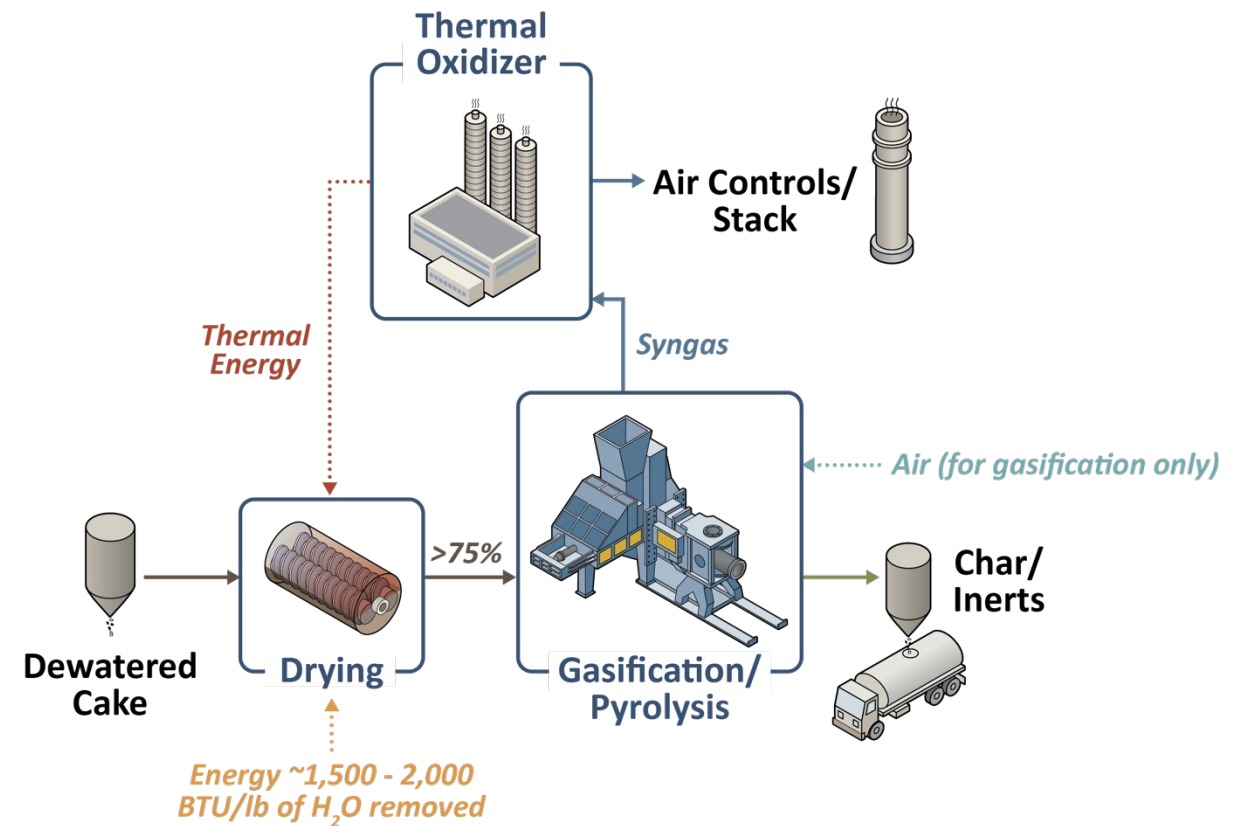 Thermal
Oxidizer
Air Controls/
Stack
Thermal
Energy
Syngas
Air (for gasification only)
>75%
Char/
Inerts
Dewatered
Cake
Drying
Gasification/
Pyrolysis
Energy ~1,500 - 2,000
BTU/lb of H₂O removed